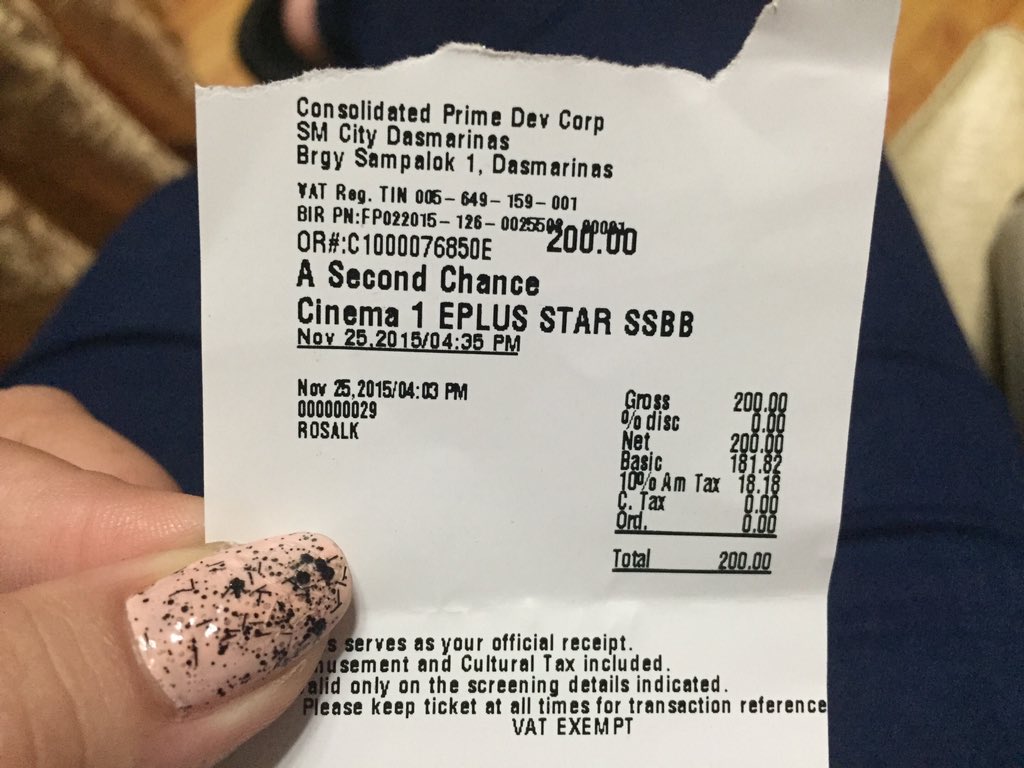 Consolidated Prime Dev Corp
SM City Dasmarinas
Brgy Sampalok 1, Dasmarinas
VAT Reg. TIN 005-649-159-001
BIR PN:FP022015-126-
OR#:C1000076850E 200.00
A Second Chance
Cinema 1 EPLUS STAR SSBB
Nov 25,2015/04:35 PM
Nov 25,2015/04:03 PM
000000029
ROSALK
Gross 200.00
% disc 0.00
Net 200.00
Basic 181.82
10% Am Tax 18.18
C. Tax 0.00
Ord. 0.00
Total 200.00
serves as your official receipt.
and Cultural Tax included.
only on the screening details indicated.
Please keep ticket at all times for transaction reference
VAT EXEMPT